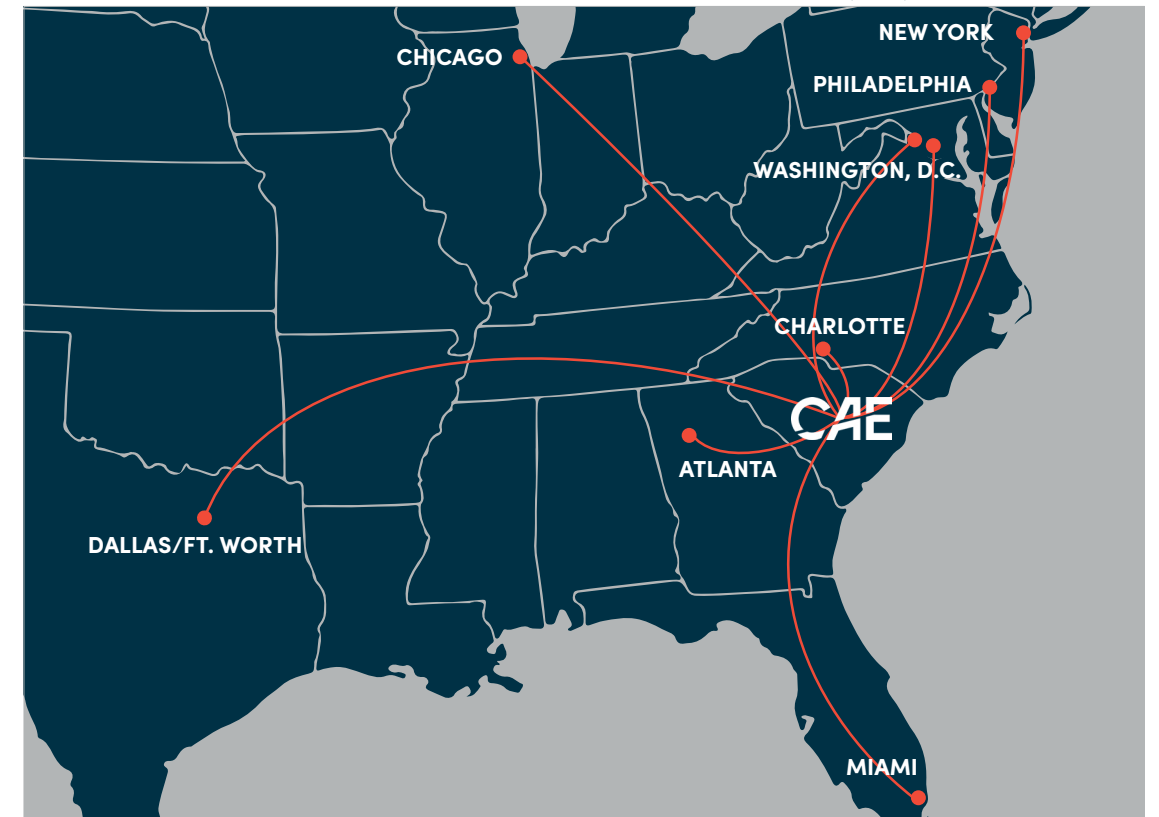 NEW YORK
CHICAGO
PHILADELPHIA
WASHINGTON, D.C.
CHARLOTTE
CAE
ATLANTA
DALLAS/FT. WORTH
MIAMI